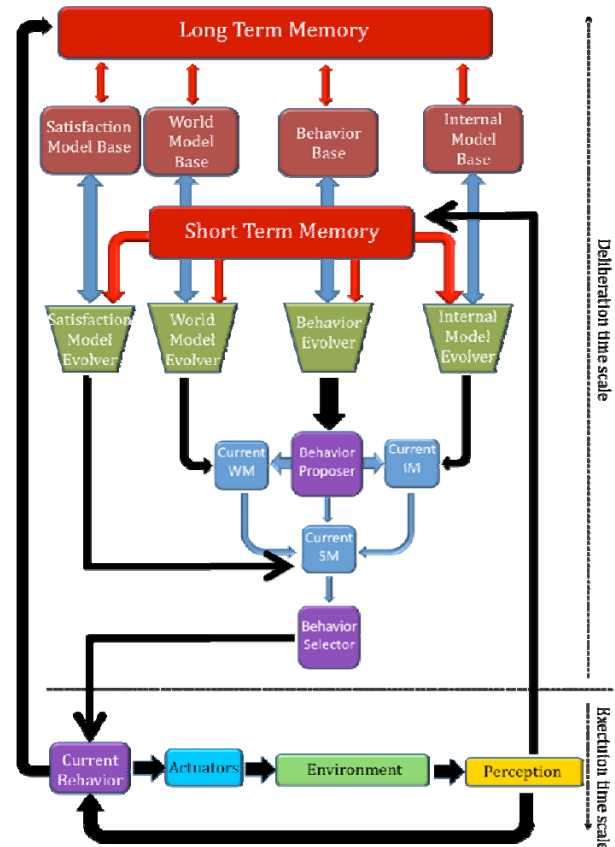 Long Term Memory
Satisfaction
Model Base
World
Model
Base
Behavior
Base
Internal
Model
Base
Short Term Memory
Satisfaction
Model
Evolver
World
Model
Evolver
Behavior
Evolver
Internal
Model
Evolver
Current
WM
Behavior
Proposer
Current
IM
Current
SM
Behavior
Selector
Deliberation time scale
Current
Behavior
Actuators
Environment
Perception
Execution time scale